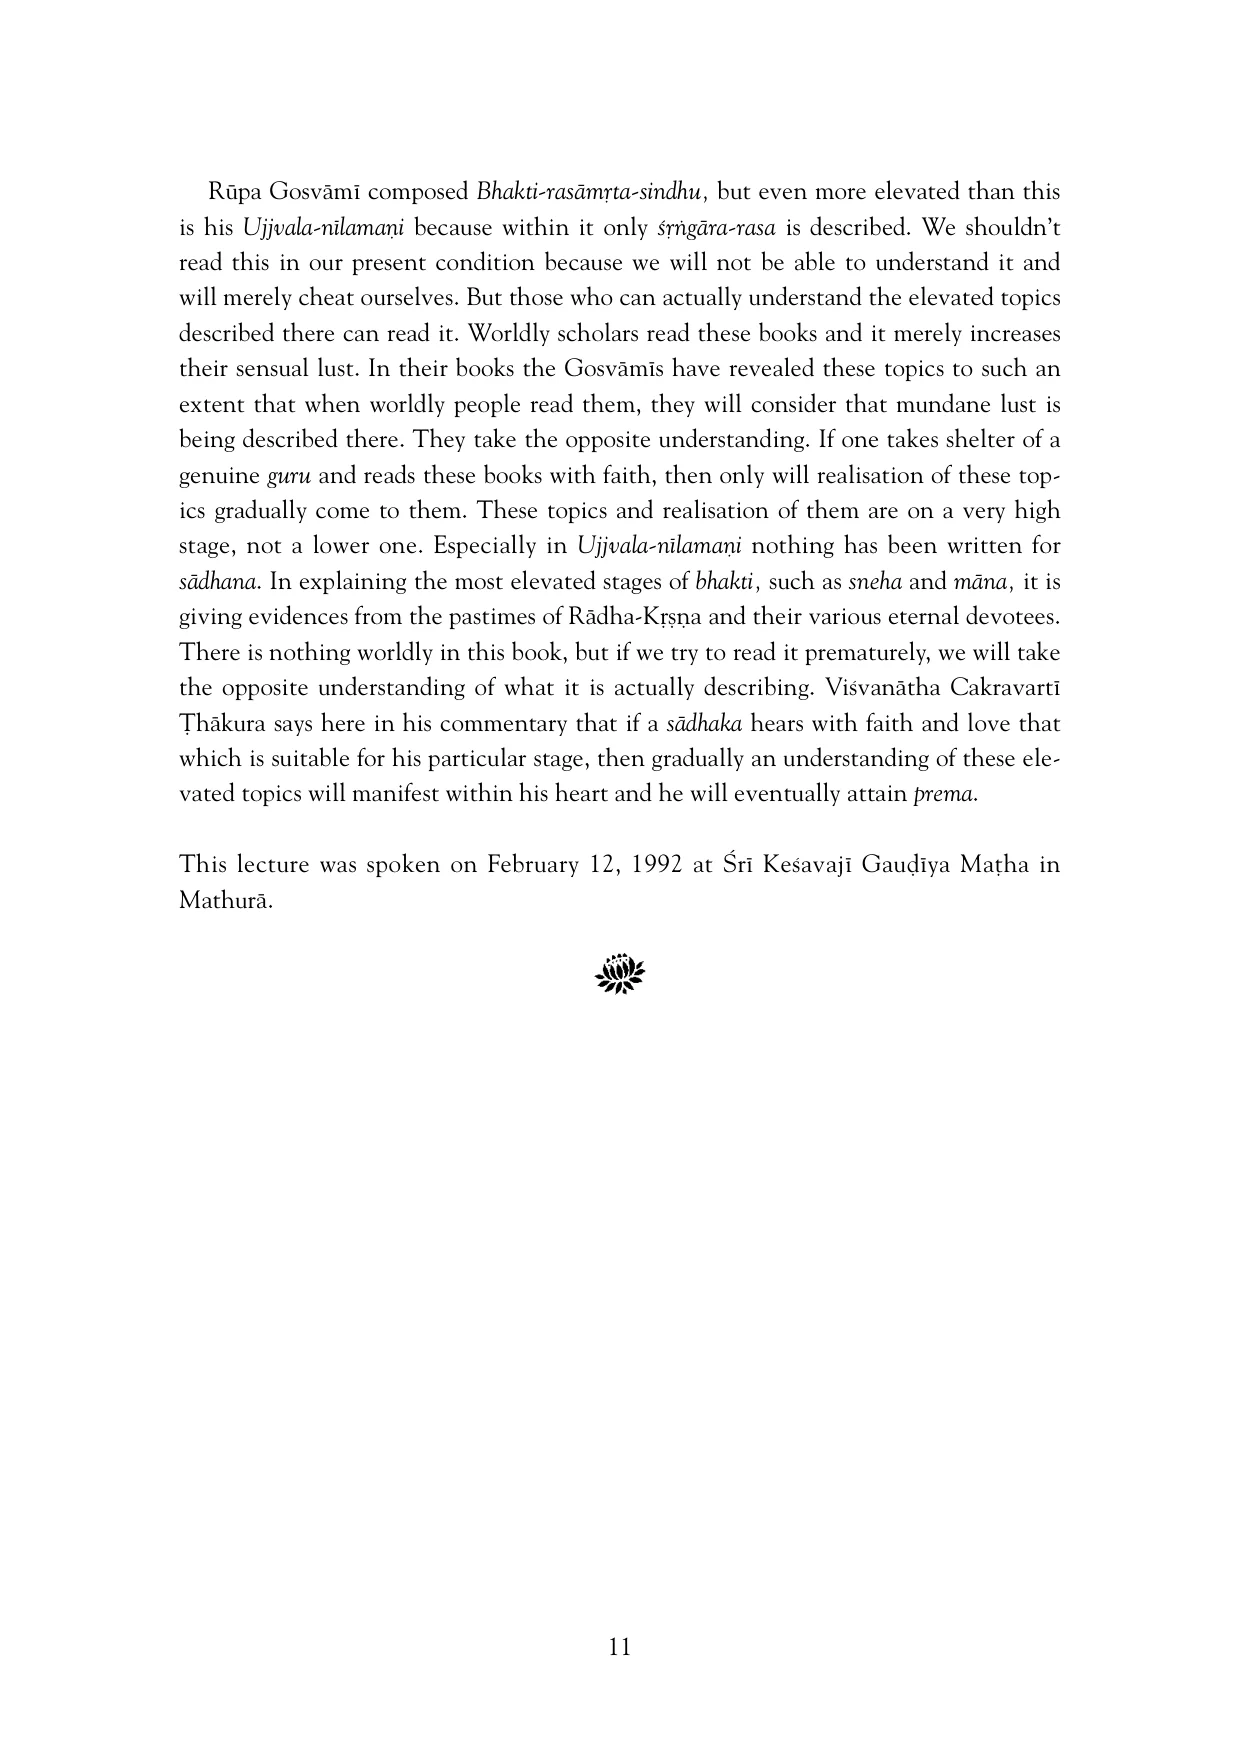 Rūpa Gosvāmī composed Bhakti-rasāmṛta-sindhu, but even more elevated than this
is his Ujjvala-nīlamaṇi because within it only śṛṅgāra-rasa is described. We shouldn't
read this in our present condition because we will not be able to understand it and
will merely cheat ourselves. But those who can actually understand the elevated topics
described there can read it. Worldly scholars read these books and it merely increases
their sensual lust. In their books the Gosvāmīs have revealed these topics to such an
extent that when worldly people read them, they will consider that mundane lust is
being described there. They take the opposite understanding. If one takes shelter of a
genuine guru and reads these books with faith, then only will realisation of these top-
ics gradually come to them. These topics and realisation of them are on a very high
stage, not a lower one. Especially in Ujjvala-nīlamaṇi nothing has been written for
sādhana. In explaining the most elevated stages of bhakti, such as sneha and māna, it is
giving evidences from the pastimes of Rādha-Kṛṣṇa and their various eternal devotees.
There is nothing worldly in this book, but if we try to read it prematurely, we will take
the opposite understanding of what it is actually describing. Viśvanātha Cakravartī
Ṭhākura says here in his commentary that if a sādhaka hears with faith and love that
which is suitable for his particular stage, then gradually an understanding of these ele-
vated topics will manifest within his heart and he will eventually attain prema.
This lecture was spoken on February 12, 1992 at Śrī Keśavajī Gauḍīya Maṭha in
Mathurā.
11